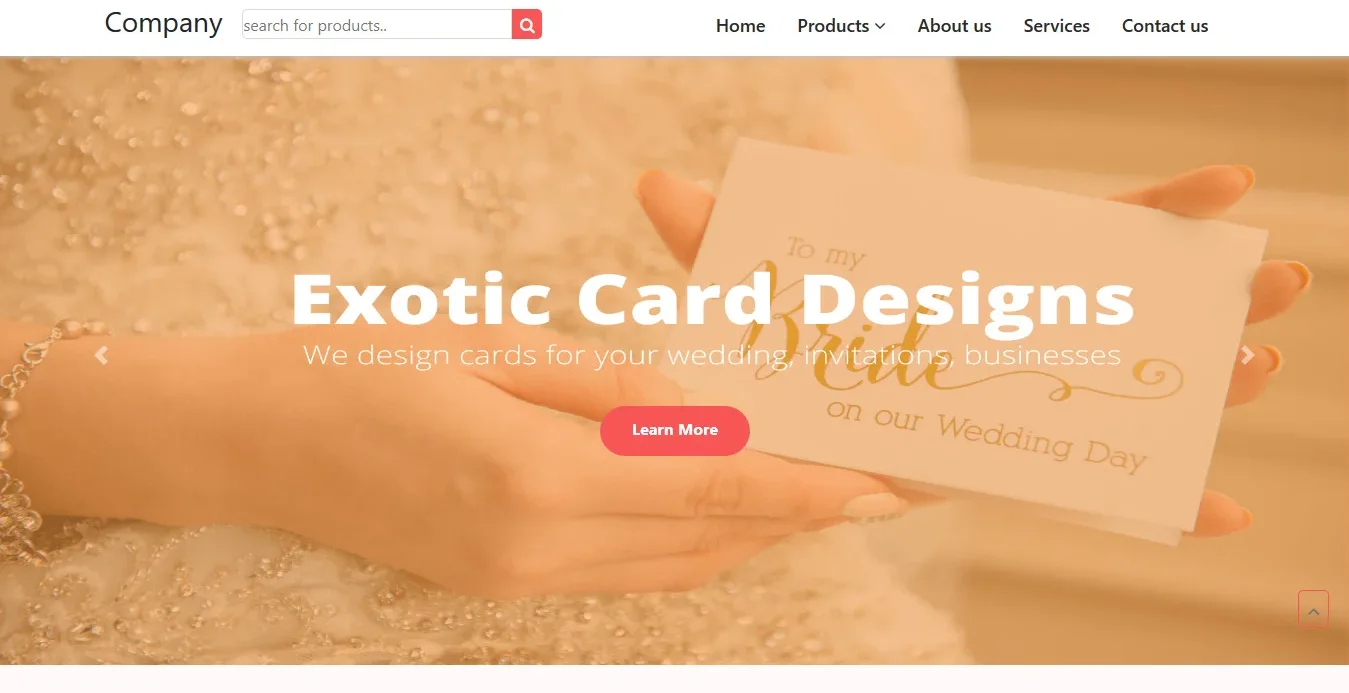 Company
search for products..
Home
Products
About us
Services
Contact us
To my
Bride
on our Wedding Day
Exotic Card Designs
We design cards for your wedding, invitations, businesses
Learn More